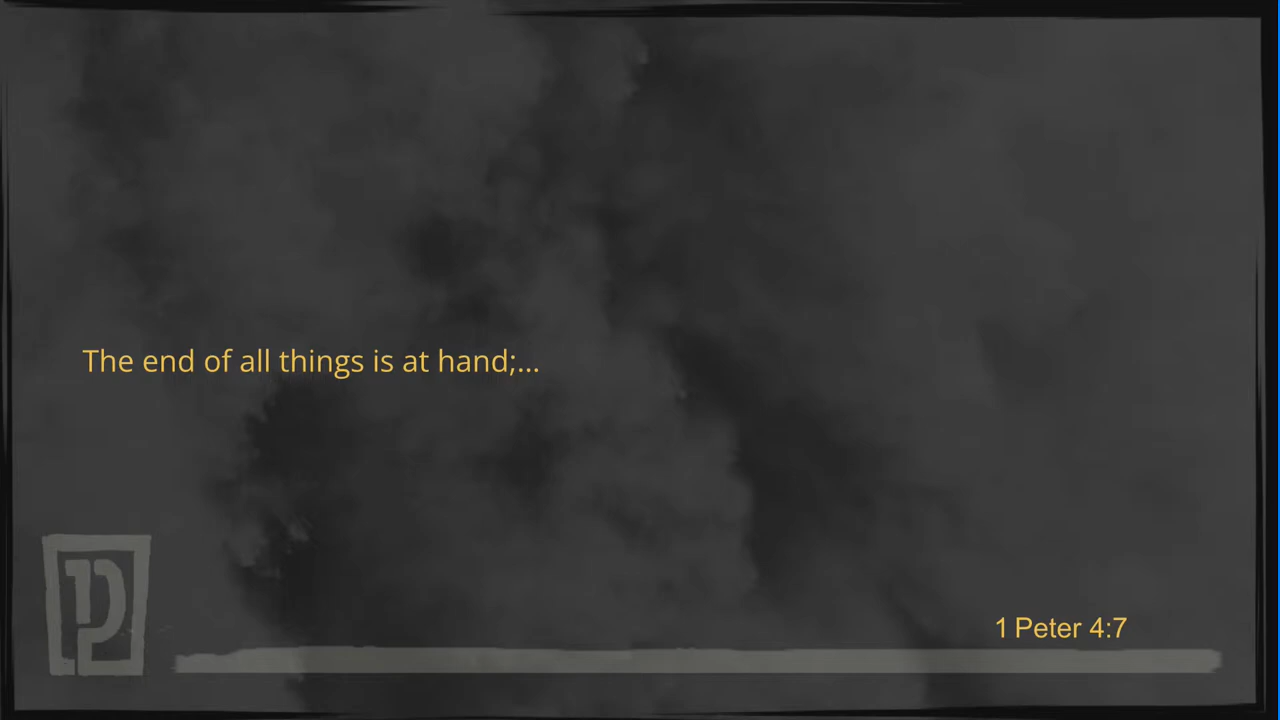 The end of all things is at hand;...
1 Peter 4:7